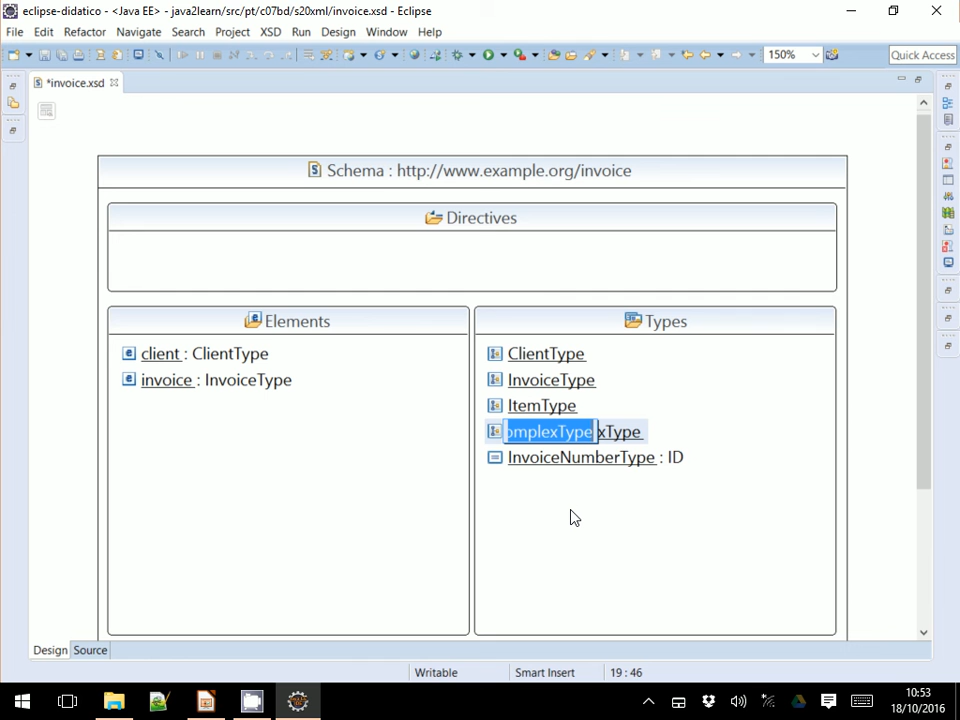 eclipse-didatico - <Java EE> - java2learn/src/pt/c07bd/s20xml/invoice.xsd - Eclipse
File Edit Refactor Navigate Search Project XSD Run Design Window Help
150% Quick Access
*invoice.xsd
Schema : http://www.example.org/invoice
Directives
Elements
client : ClientType
invoice : InvoiceType
Types
ClientType
InvoiceType
ItemType
omplexType xType
InvoiceNumberType : ID
Design Source
Writable Smart Insert 19 : 46
10:53
18/10/2016